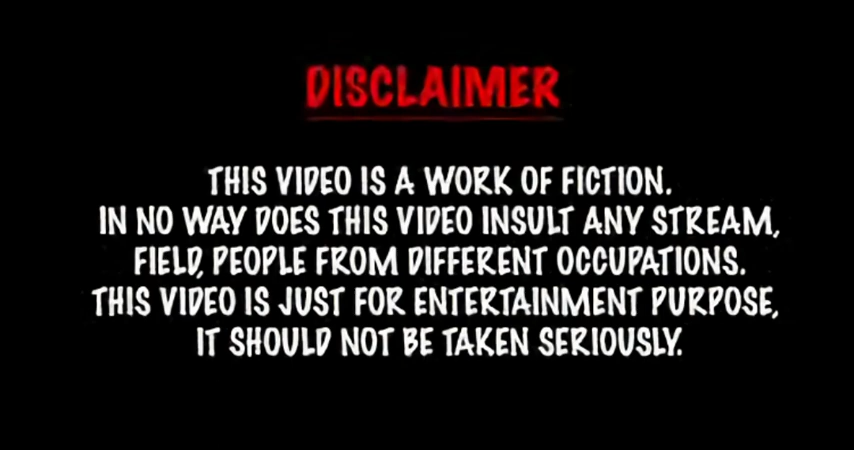 DISCLAIMER
THIS VIDEO IS A WORK OF FICTION.
IN NO WAY DOES THIS VIDEO INSULT ANY STREAM,
FIELD, PEOPLE FROM DIFFERENT OCCUPATIONS.
THIS VIDEO IS JUST FOR ENTERTAINMENT PURPOSE,
IT SHOULD NOT BE TAKEN SERIOUSLY.